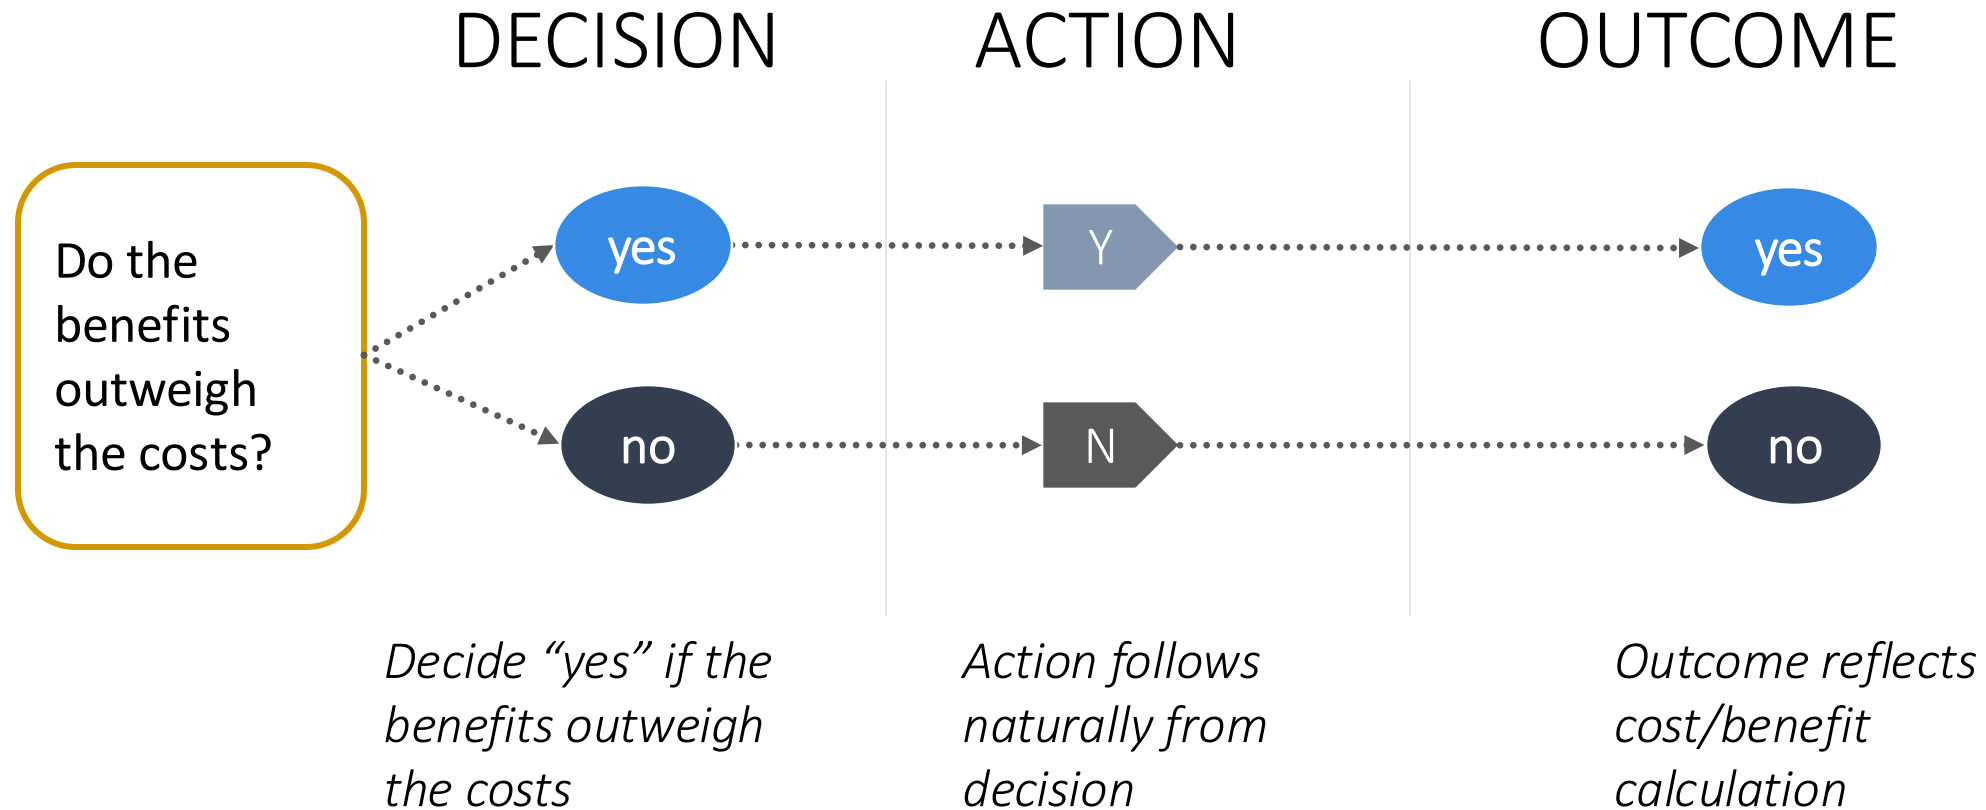 DECISION
ACTION
OUTCOME
Do the
benefits
outweigh
the costs?
yes
Y
yes
no
N
no
Decide “yes” if the
benefits outweigh
the costs
Action follows
naturally from
decision
Outcome reflects
cost/benefit
calculation